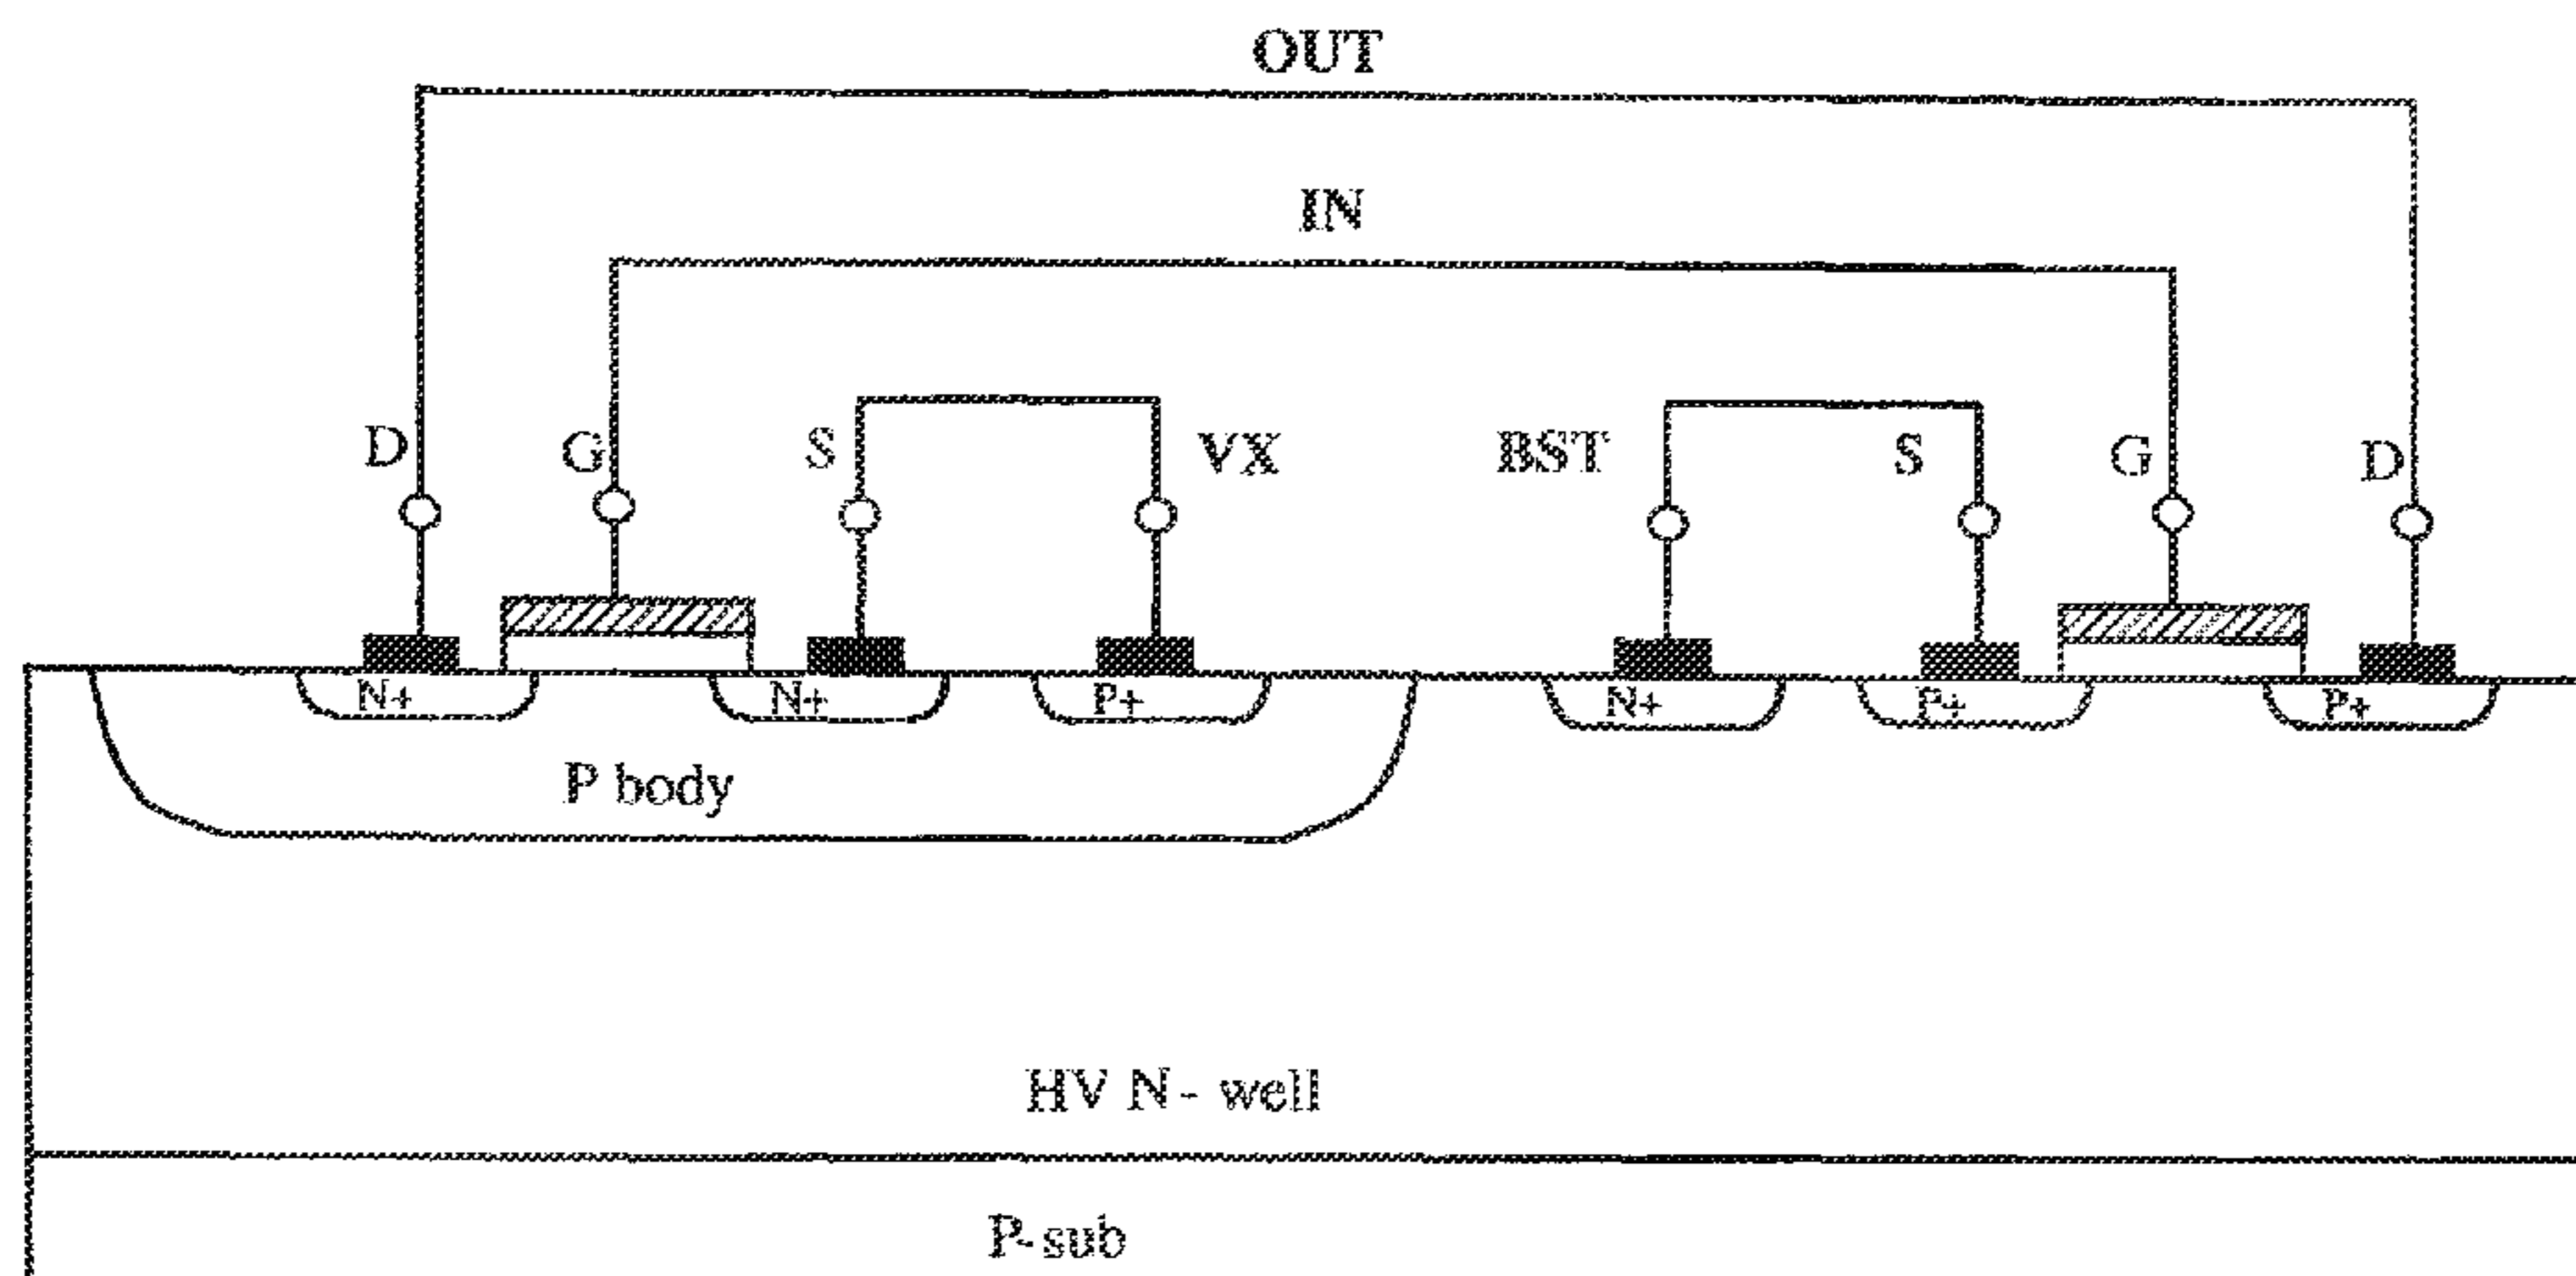 OUT
IN
D G S VX BST S G D
N+ N+ P+ N+ P+ P+
P body
HV N- well
P-sub